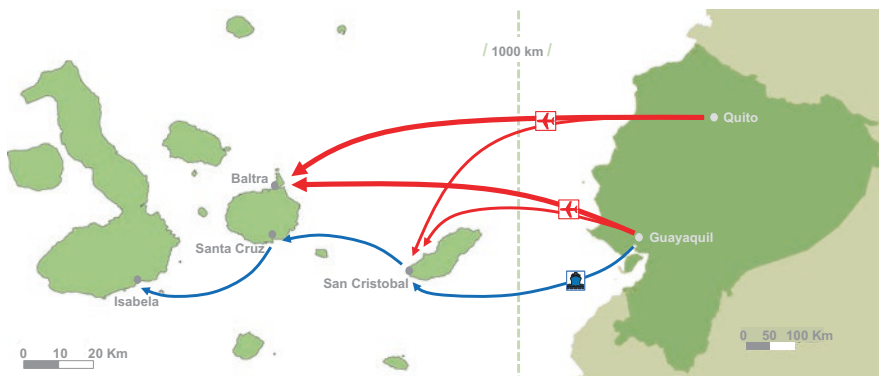 / 1000 km /
Quito
Baltra
Santa Cruz
Guayaquil
San Cristobal
Isabela
0 10 20 Km
0 50 100 Km